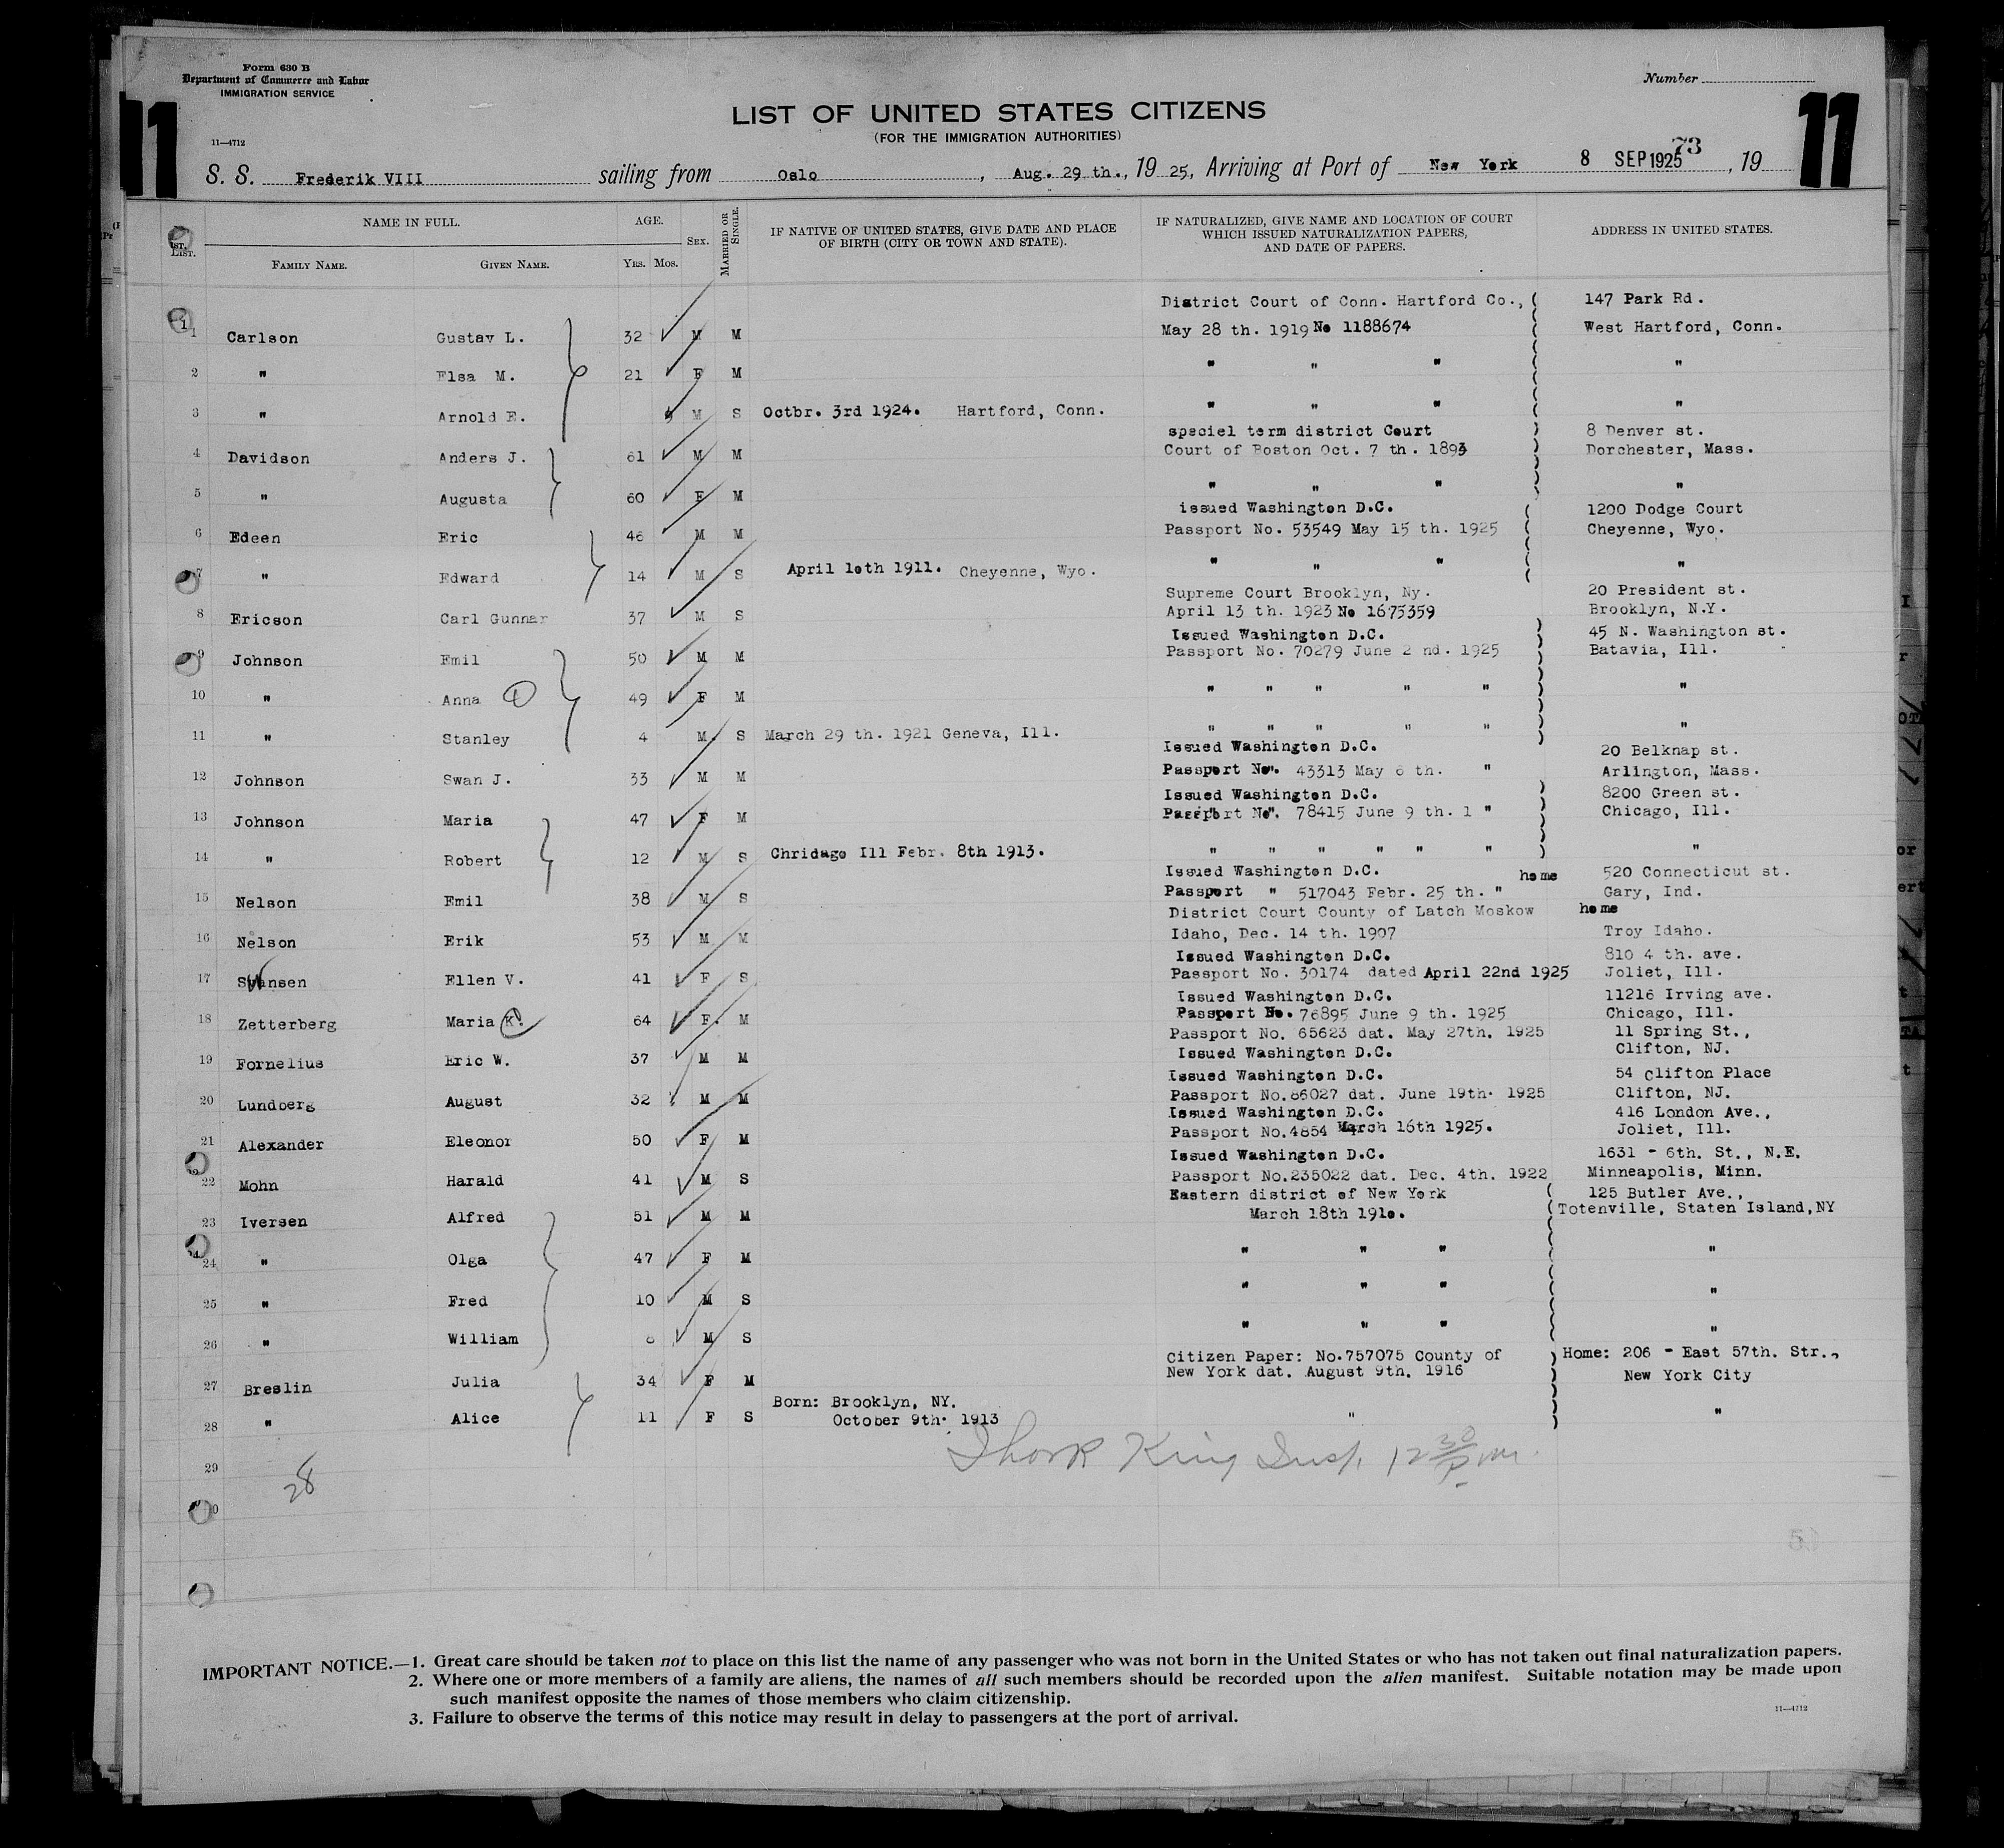 Form 630 B
Department of Commerce and Labor
IMMIGRATION SERVICE
Number
11
11
LIST OF UNITED STATES CITIZENS
(FOR THE IMMIGRATION AUTHORITIES)
11—4712
73
S. S. Frederik VIII sailing from Oslo, Aug. 29 th., 19 25, Arriving at Port of New York 8 SEP 1925, 19
LIST. NAME IN FULL. AGE. SEX. MARRIED OR SINGLE. IF NATIVE OF UNITED STATES, GIVE DATE AND PLACE OF BIRTH (CITY OR TOWN AND STATE). IF NATURALIZED, GIVE NAME AND LOCATION OF COURT WHICH ISSUED NATURALIZATION PAPERS, AND DATE OF PAPERS. ADDRESS IN UNITED STATES.
FAMILY NAME. GIVEN NAME. YRS. MOS.
District Court of Conn. Hartford Co., 147 Park Rd.
1 Carlson Gustav L. 32 M M May 28 th. 1919 No 1188674 West Hartford, Conn.
2 " Elsa M. 21 F M " " " "
3 " Arnold E. M S Octbr. 3rd 1924. Hartford, Conn. " " " "
speciel term district Court 8 Denver st.
4 Davidson Anders J. 61 M M Court of Boston Oct. 7 th. 1893 Dorchester, Mass.
5 " Augusta 60 F M " " " "
issued Washington D.C. 1200 Dodge Court
6 Edeen Eric 46 M M Passport No. 53549 May 15 th. 1925 Cheyenne, Wyo.
7 " Edward 14 M S April 10th 1911. Cheyenne, Wyo. " " " "
Supreme Court Brooklyn, Ny. 20 President st.
8 Ericson Carl Gunnar 37 M S April 13 th. 1923 No 1675359 Brooklyn, N.Y.
Issued Washington D.C. 45 N. Washington st.
9 Johnson Emil 50 M M Passport No. 70279 June 2 nd. 1925 Batavia, Ill.
10 " Anna 49 F M " " " " " "
11 " Stanley 4 M. S March 29 th. 1921 Geneva, Ill. " " " " " "
Issued Washington D.C. 20 Belknap st.
12 Johnson Swan J. 33 M M Passport No". 43313 May 6 th. " Arlington, Mass.
Issued Washington D.C. 8200 Green st.
13 Johnson Maria 47 F M Passport No". 78415 June 9 th. 1 " Chicago, Ill.
14 " Robert 12 M S Chridago Ill Febr. 8th 1913. " " " " " " "
Issued Washington D.C. home 520 Connecticut st.
15 Nelson Emil 38 M S Passport " 517043 Febr. 25 th. " Gary, Ind.
District Court County of Latch Moskow home
16 Nelson Erik 53 M M Idaho, Dec. 14 th. 1907 Troy Idaho.
Issued Washington D.C. 810 4 th. ave.
17 Swansen Ellen V. 41 F S Passport No. 30174 dated April 22nd 1925 Joliet, Ill.
Issued Washington D.C. 11216 Irving ave.
18 Zetterberg Maria K. 64 F. M Passport No. 76895 June 9 th. 1925 Chicago, Ill.
Passport No. 65623 dat. May 27th. 1925 11 Spring St.,
19 Fornelius Eric W. 37 M M Issued Washington D.C. Clifton, NJ.
Issued Washington D.C. 54 Clifton Place
20 Lundberg August 32 M M Passport No.86027 dat. June 19th. 1925 Clifton, NJ.
Issued Washington D.C. 416 London Ave.,
21 Alexander Eleonor 50 F M Passport No.4854 March 16th 1925. Joliet, Ill.
Issued Washington D.C. 1631 - 6th. St., N.E.
22 Mohn Harald 41 M S Passport No.235022 dat. Dec. 4th. 1922 Minneapolis, Minn.
Eastern district of New York 125 Butler Ave.,
23 Iversen Alfred 51 M M March 18th 1910. Totenville, Staten Island,NY
24 " Olga 47 F M " " " "
25 " Fred 10 M S " " " "
26 " William 8 M S " " " "
Citizen Paper: No.757075 County of Home: 206 - East 57th. Str.,
27 Breslin Julia 34 F M New York dat. August 9th. 1916 New York City
Born: Brooklyn, NY.
28 " Alice 11 F S October 9th. 1913 " "
King Insp. 12 30 P m.
29
28
IMPORTANT NOTICE.—1. Great care should be taken not to place on this list the name of any passenger who was not born in the United States or who has not taken out final naturalization papers.
2. Where one or more members of a family are aliens, the names of all such members should be recorded upon the alien manifest. Suitable notation may be made upon
such manifest opposite the names of those members who claim citizenship.
3. Failure to observe the terms of this notice may result in delay to passengers at the port of arrival.
11—4712